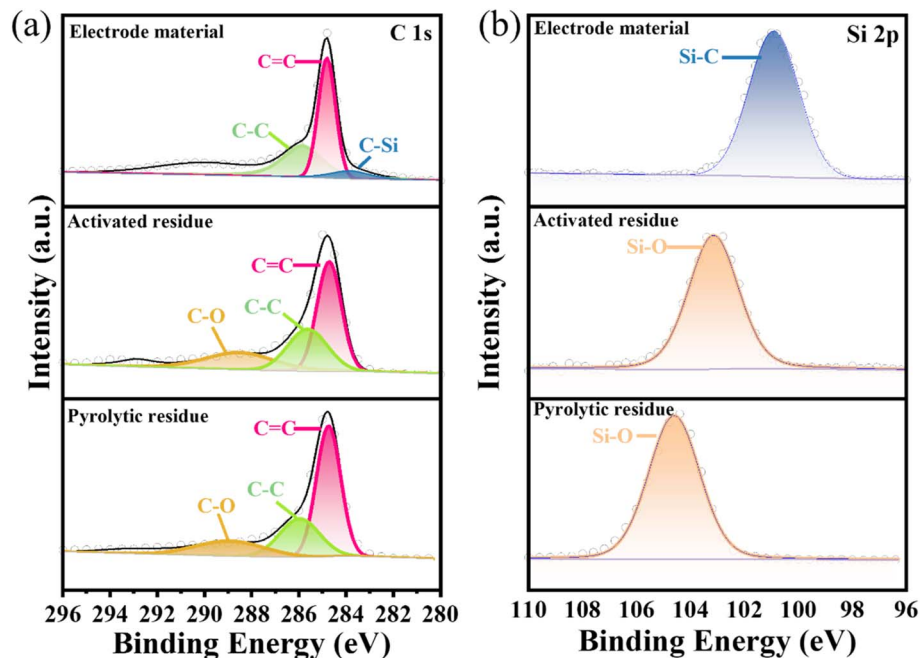 (a)
Electrode material
C 1s
C=C
C-C
C-Si
Activated residue
C=C
C-C
C-O
Pyrolytic residue
C=C
C-C
C-O
296 294 292 290 288 286 284 282 280
Binding Energy (eV)
Intensity (a.u.)
(b)
Electrode material
Si 2p
Si-C
Activated residue
Si-O
Pyrolytic residue
Si-O
110 108 106 104 102 100 98 96
Binding Energy (eV)
Intensity (a.u.)